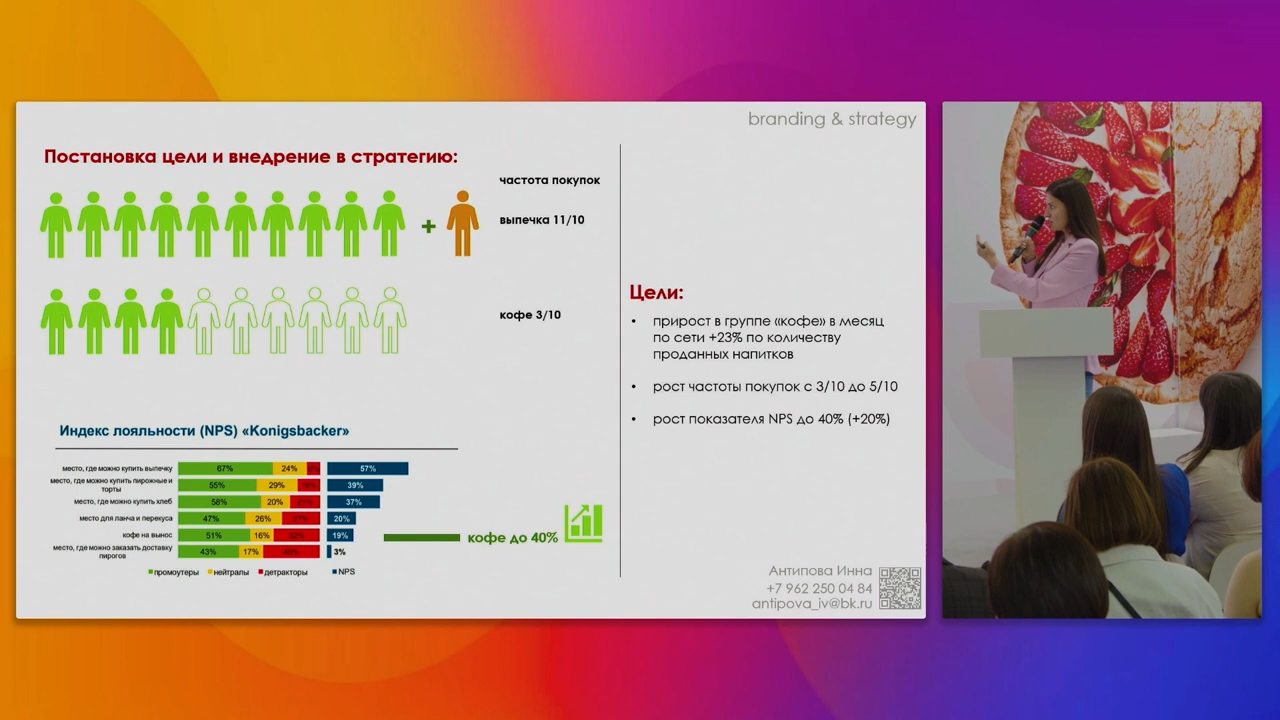 branding & strategy
Постановка цели и внедрение в стратегию:
частота покупок
+
выпечка 11/10
кофе 3/10
Индекс лояльности (NPS) «Konigsbacker»
место, где можно купить выпечку 67% 24% 57%
место, где можно купить пирожные и
торты 55% 29% 39%
место, где можно купить хлеб 58% 20% 37%
место для ланча и перекуса 47% 26% 27% 20%
кофе на вынос 51% 16% 32% 19%
место, где можно заказать доставку
пирогов 43% 17% 40% 3%
промоутеры нейтралы детракторы NPS
кофе до 40%
Цели:
• прирост в группе «кофе» в месяц
по сети +23% по количеству
проданных напитков
• рост частоты покупок с 3/10 до 5/10
• рост показателя NPS до 40% (+20%)
Антипова Инна
+7 962 250 04 84
antipova_iv@bk.ru